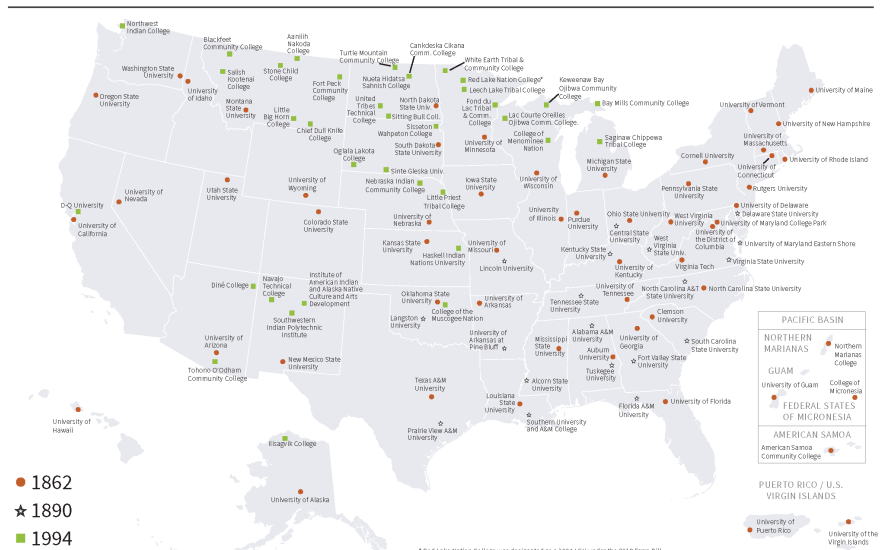 Northwest
Indian College
Blackfeet
Community College
Aaniiih
Nakoda
College
Turtle Mountain
Community College
Cankdeska Cikana
Comm. College
White Earth Tribal &
Community College
Washington State
University
Salish
Kootenai
College
Stone Child
College
Fort Peck
Community
College
Nueta Hidatsa
Sahnish College
Red Lake Nation College*
Leech Lake Tribal College
Keweenaw Bay
Ojibwa Community
College
University
of Idaho
Oregon State
University
Montana
State
University
Little
Big Horn
College
Chief Dull Knife
College
United
Tribes
Technical
College
North Dakota
State Univ.
Sitting Bull Coll.
Sisseton
Wahpeton College
Fond du
Lac Tribal
& Comm.
College
Lac Courte Oreilles
Ojibwa Comm. College
Bay Mills Community College
University of Maine
University of Vermont
University of New Hampshire
University of
Massachusetts
South Dakota
State University
University of
Minnesota
College of
Menominee
Nation
Saginaw Chippewa
Tribal College
Oglala Lakota
College
Sinte Gleska Univ.
Michigan State
University
Cornell University
University of
Connecticut
University of Rhode Island
Utah State
University
University of
Wyoming
Nebraska Indian
Community College
Little Priest
Tribal College
Iowa State
University
University of
Wisconsin
Pennsylvania State
University
Rutgers University
D-Q University
University of
Nevada
University of
California
Colorado State
University
University of
Nebraska
University
of Illinois
Purdue
University
Ohio State University
Central State
University
West Virginia
University
University of Delaware
Delaware State University
University of Maryland College Park
University of
the District of
Columbia
University of Maryland Eastern Shore
Kansas State
University
Haskell Indian
Nations University
University of
Missouri
Lincoln University
Kentucky State
University
West
Virginia
State Univ.
University of
Kentucky
Virginia Tech
Virginia State University
Diné College
Navajo
Technical
College
Institute of
American Indian
and Alaska Native
Culture and Arts
Development
Southwestern
Indian Polytechnic
Institute
Oklahoma State
University
College of the
Muscogee Nation
Langston
University
University of
Arkansas
Tennessee State
University
University of
Tennessee
North Carolina A&T
State University
North Carolina State University
Clemson
University
University of
Arizona
Tohono O'Odham
Community College
New Mexico State
University
University of
Arkansas at
Pine Bluff
Mississippi
State
University
Alabama A&M
University
Auburn
University
Tuskegee
University
University of
Georgia
Fort Valley State
University
South Carolina
State University
Texas A&M
University
Prairie View A&M
University
Louisiana
State
University
Alcorn State
University
Southern University
and A&M College
Florida A&M
University
University of Florida
University of
Hawaii
Ilisagvik College
University of Alaska
PACIFIC BASIN
NORTHERN
MARIANAS
Northern
Marianas
College
GUAM
University of Guam
College of
Micronesia
FEDERAL STATES
OF MICRONESIA
AMERICAN SAMOA
American Samoa
Community College
PUERTO RICO / U.S.
VIRGIN ISLANDS
University of
Puerto Rico
University of the
Virgin Islands
1862
1890
1994